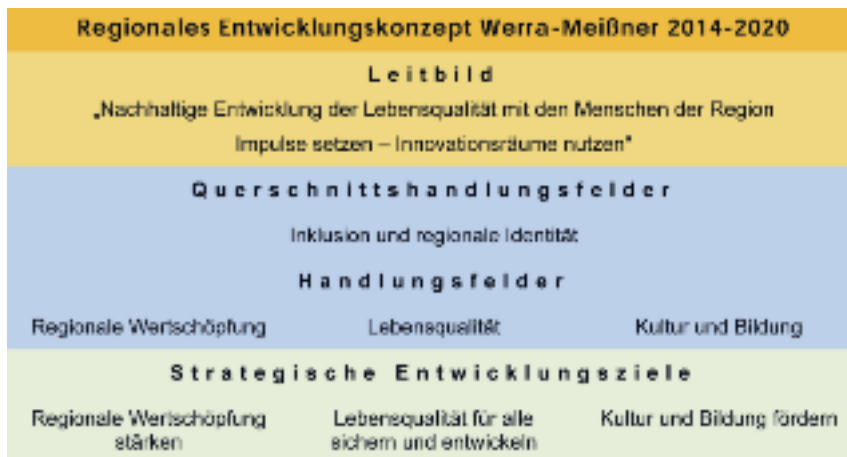 Regionales Entwicklungskonzept Werra-Meißner 2014-2020
Leitbild
„Nachhaltige Entwicklung der Lebensqualität mit den Menschen der Region
Impulse setzen – Innovationsräume nutzen"
Querschnittshandlungsfelder
Inklusion und regionale Identität
Handlungsfelder
Regionale Wertschöpfung Lebensqualität Kultur und Bildung
Strategische Entwicklungsziele
Regionale Wertschöpfung Lebensqualität für alle Kultur und Bildung fördern
stärken sichern und entwickeln